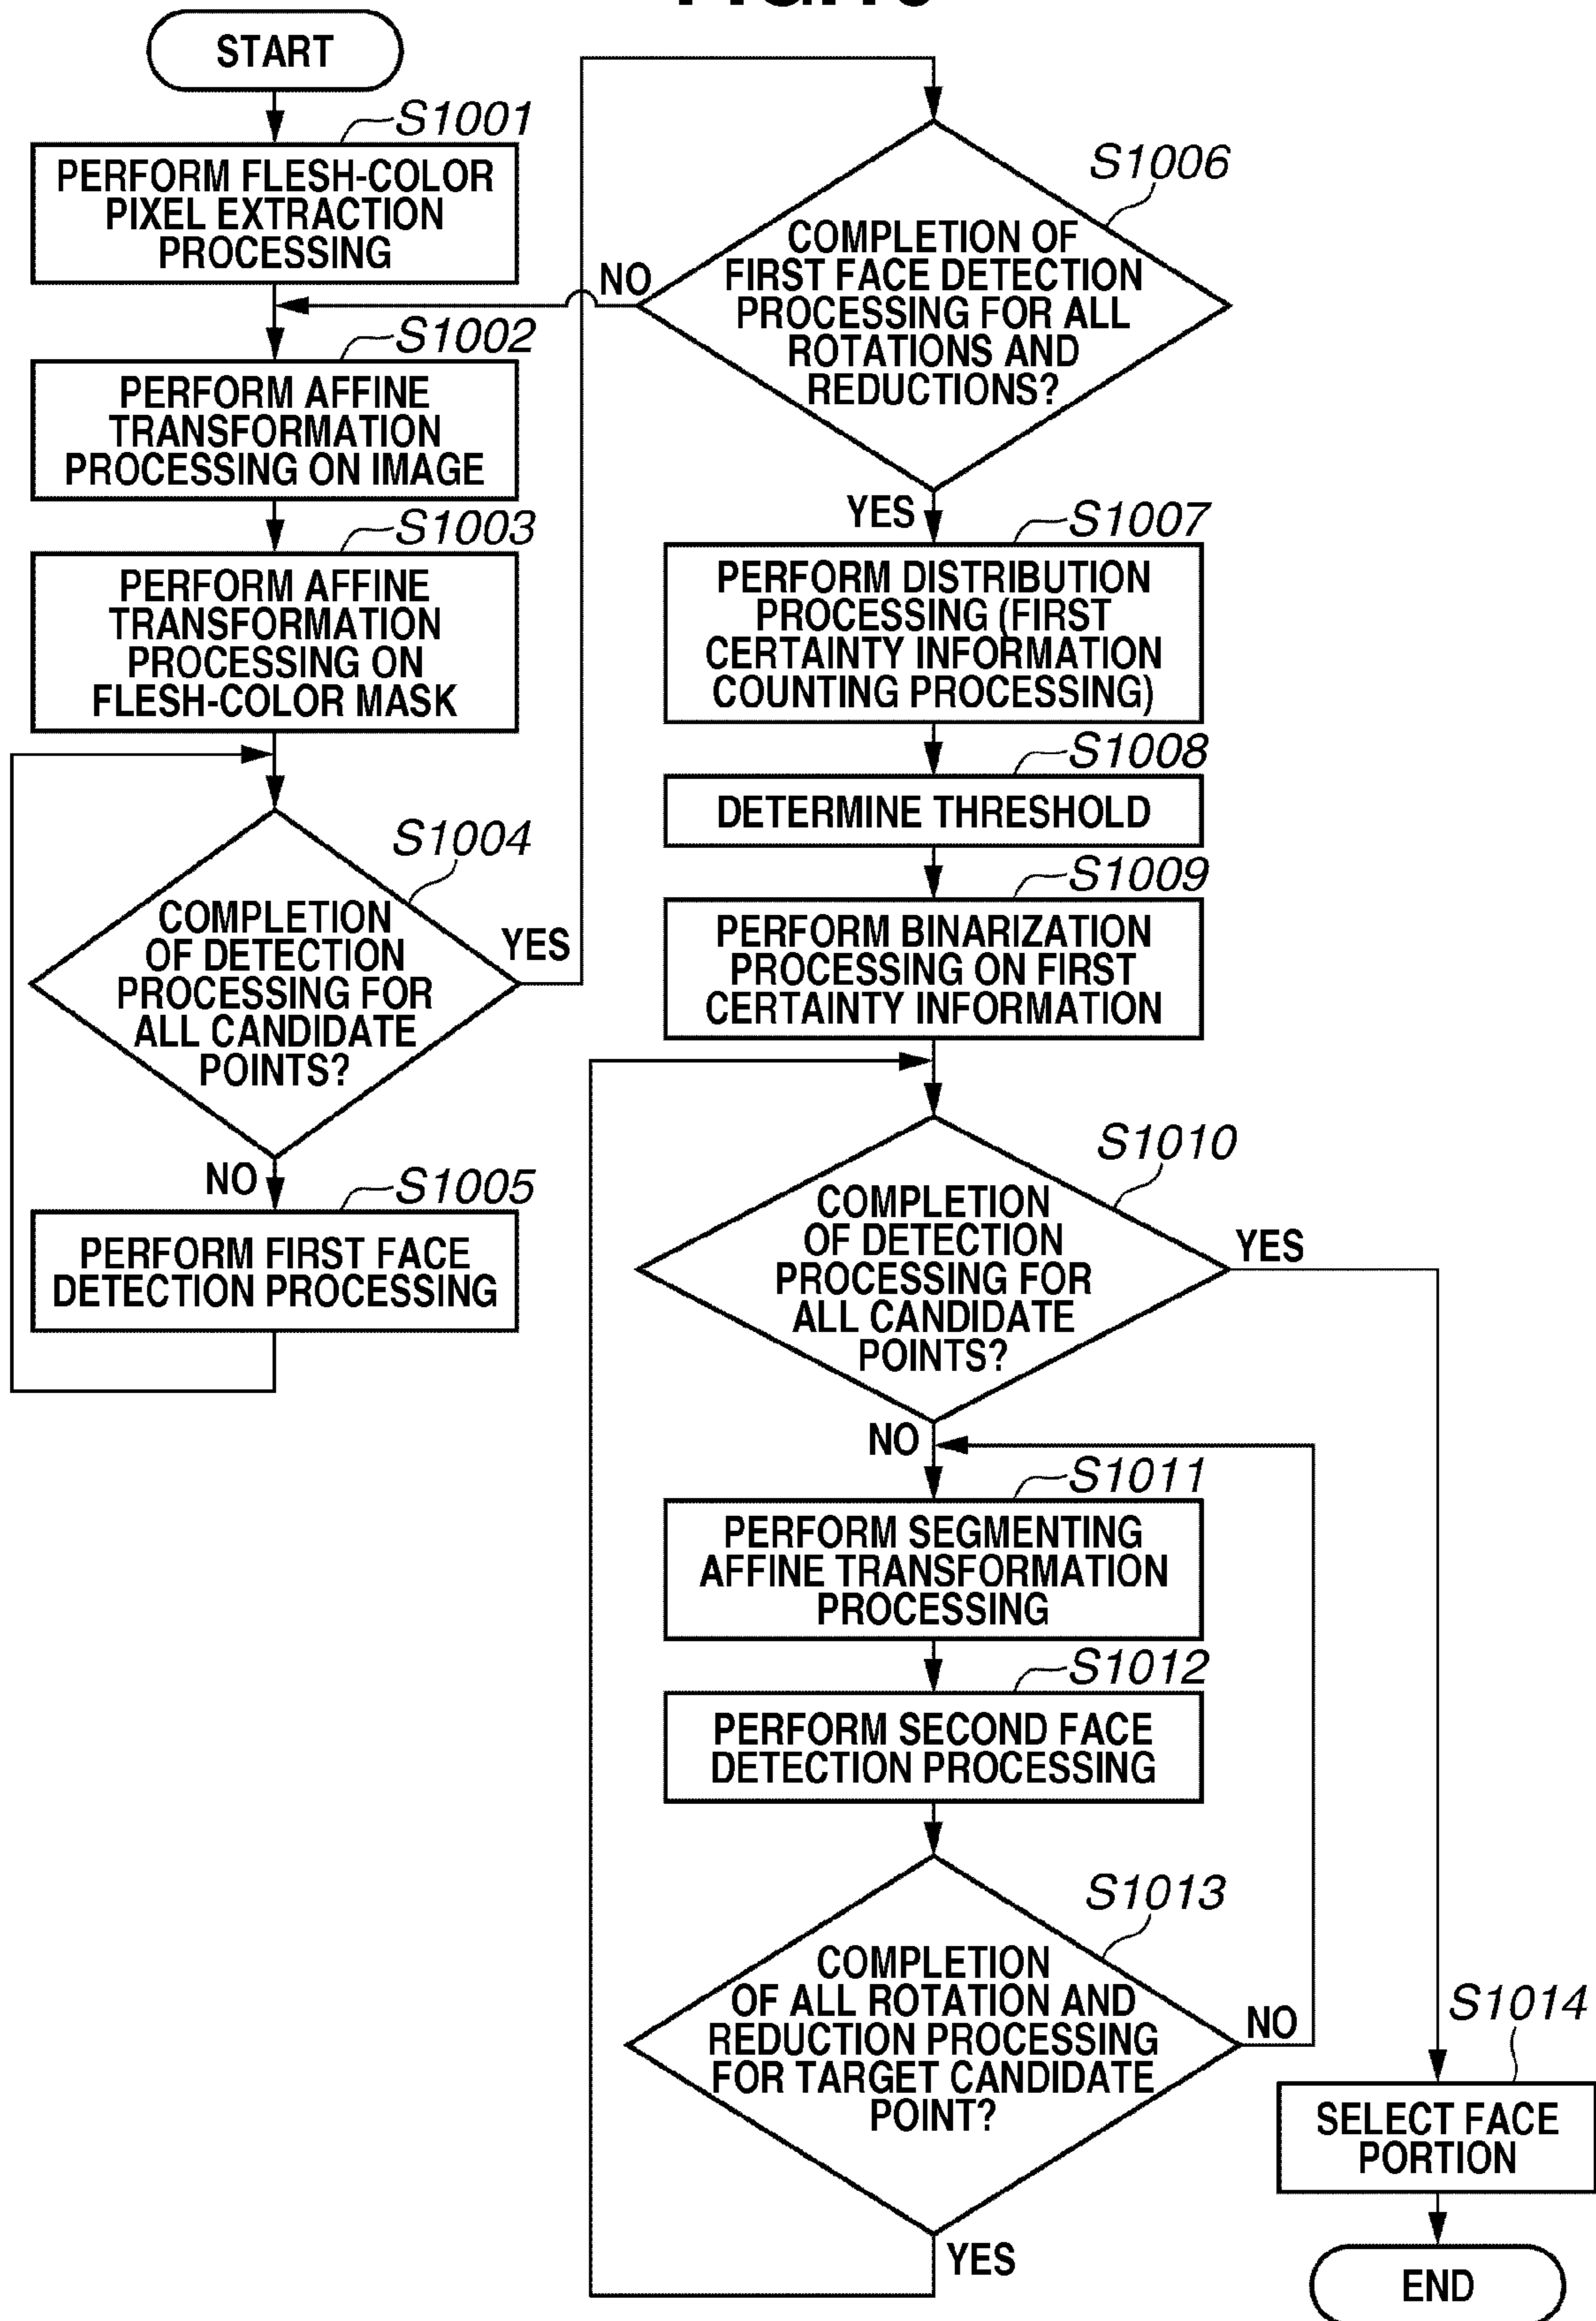 START
S1001
PERFORM FLESH-COLOR
PIXEL EXTRACTION
PROCESSING
S1002
PERFORM AFFINE
TRANSFORMATION
PROCESSING ON IMAGE
S1003
PERFORM AFFINE
TRANSFORMATION
PROCESSING ON
FLESH-COLOR MASK
S1004
COMPLETION
OF DETECTION
PROCESSING FOR
ALL CANDIDATE
POINTS?
YES
NO
S1005
PERFORM FIRST FACE
DETECTION PROCESSING
S1006
COMPLETION OF
FIRST FACE DETECTION
PROCESSING FOR ALL
ROTATIONS AND
REDUCTIONS?
NO
YES
S1007
PERFORM DISTRIBUTION
PROCESSING (FIRST
CERTAINTY INFORMATION
COUNTING PROCESSING)
S1008
DETERMINE THRESHOLD
S1009
PERFORM BINARIZATION
PROCESSING ON FIRST
CERTAINTY INFORMATION
S1010
COMPLETION
OF DETECTION
PROCESSING FOR
ALL CANDIDATE
POINTS?
YES
NO
S1011
PERFORM SEGMENTING
AFFINE TRANSFORMATION
PROCESSING
S1012
PERFORM SECOND FACE
DETECTION PROCESSING
S1013
COMPLETION
OF ALL ROTATION AND
REDUCTION PROCESSING
FOR TARGET CANDIDATE
POINT?
NO
YES
S1014
SELECT FACE
PORTION
END